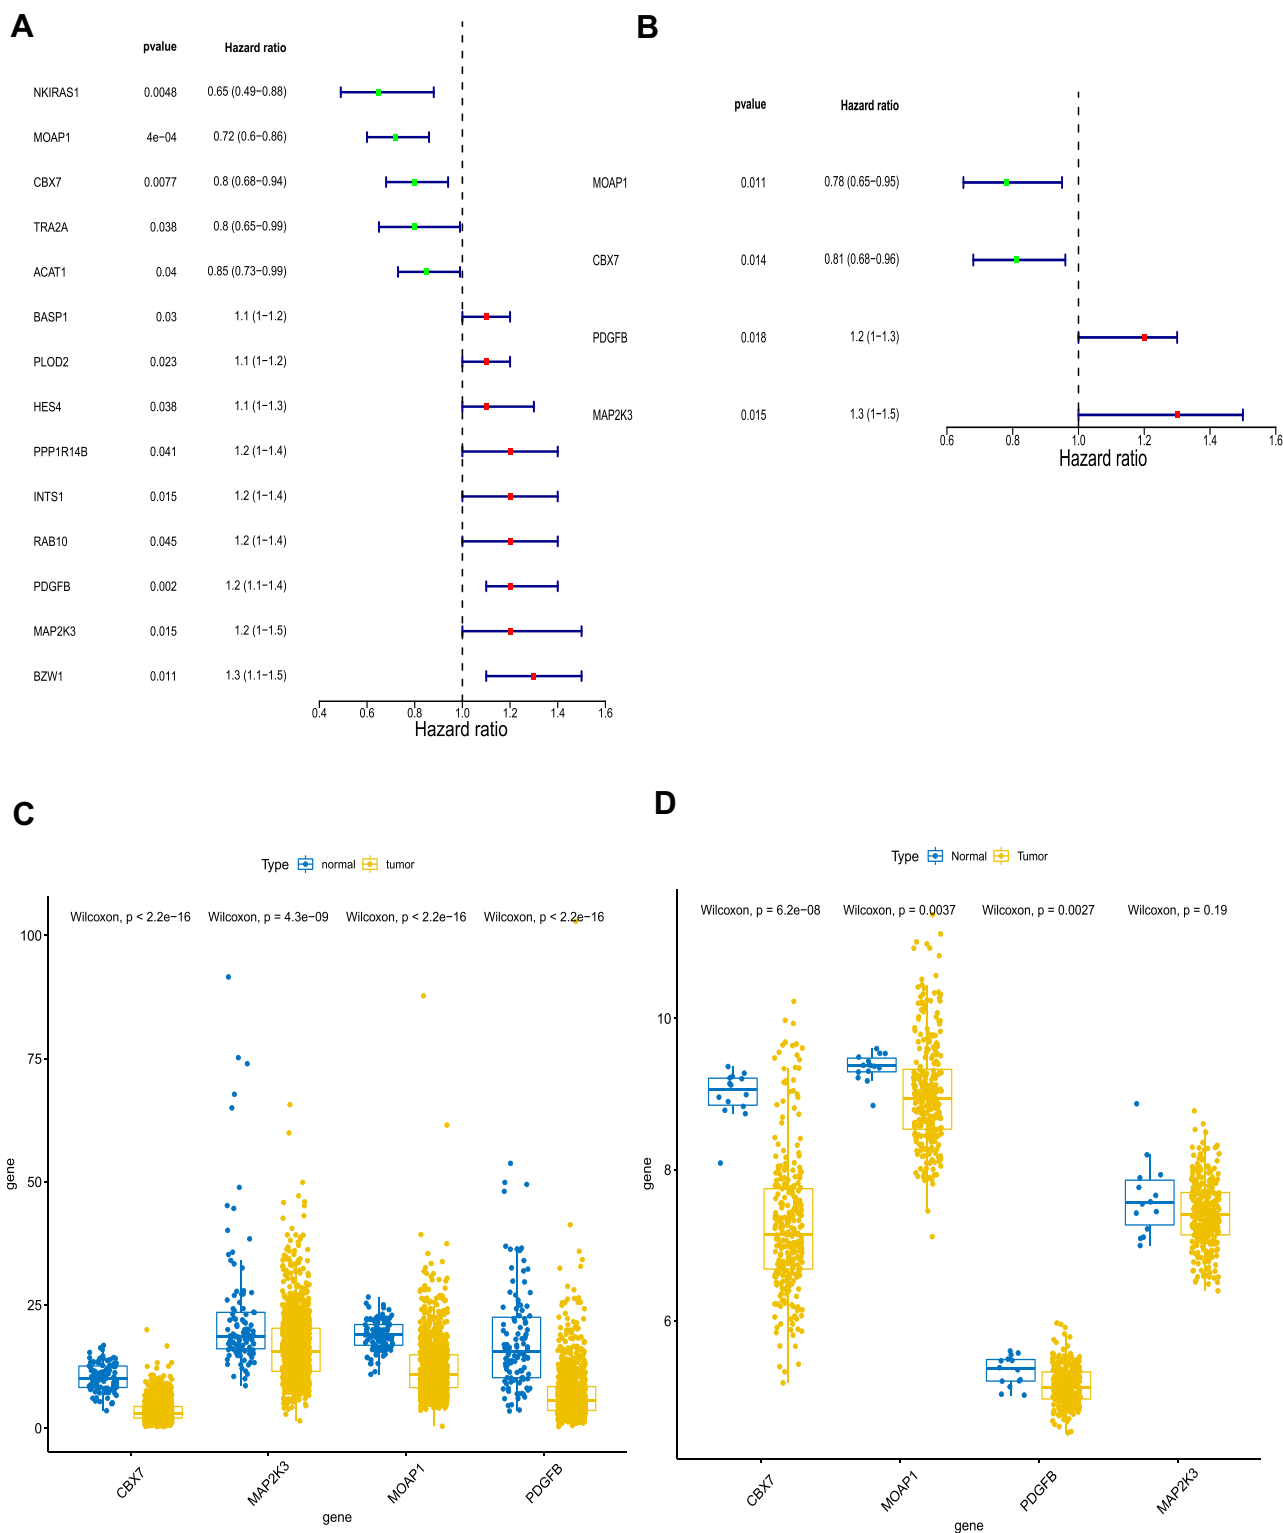 A
pvalue Hazard ratio
NKIRAS1 0.0048 0.65 (0.49−0.88)
MOAP1 4e−04 0.72 (0.6−0.86)
CBX7 0.0077 0.8 (0.68−0.94)
TRA2A 0.038 0.8 (0.65−0.99)
ACAT1 0.04 0.85 (0.73−0.99)
BASP1 0.03 1.1 (1−1.2)
PLOD2 0.023 1.1 (1−1.2)
HES4 0.038 1.1 (1−1.3)
PPP1R14B 0.041 1.2 (1−1.4)
INTS1 0.015 1.2 (1−1.4)
RAB10 0.045 1.2 (1−1.4)
PDGFB 0.002 1.2 (1.1−1.4)
MAP2K3 0.015 1.2 (1−1.5)
BZW1 0.011 1.3 (1.1−1.5)
0.4 0.6 0.8 1.0 1.2 1.4 1.6
Hazard ratio
B
pvalue Hazard ratio
MOAP1 0.011 0.78 (0.65−0.95)
CBX7 0.014 0.81 (0.68−0.96)
PDGFB 0.018 1.2 (1−1.3)
MAP2K3 0.015 1.3 (1−1.5)
0.6 0.8 1.0 1.2 1.4 1.6
Hazard ratio
C
Type normal tumor
Wilcoxon, p < 2.2e−16 Wilcoxon, p = 4.3e−09 Wilcoxon, p < 2.2e−16 Wilcoxon, p < 2.2e−16
100
75
50
25
0
gene
CBX7 MAP2K3 MOAP1 PDGFB
gene
D
Type Normal Tumor
Wilcoxon, p = 6.2e−08 Wilcoxon, p = 0.0037 Wilcoxon, p = 0.0027 Wilcoxon, p = 0.19
10
8
6
gene
CBX7 MOAP1 PDGFB MAP2K3
gene